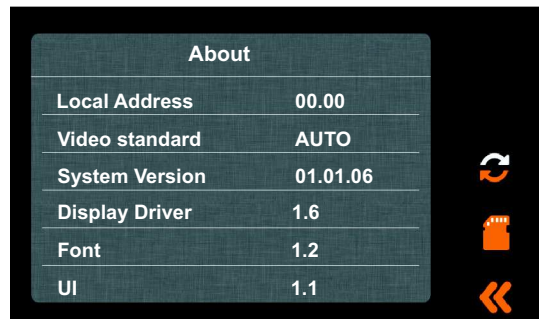 About
Local Address 00.00
Video standard AUTO
System Version 01.01.06
Display Driver 1.6
Font 1.2
UI 1.1